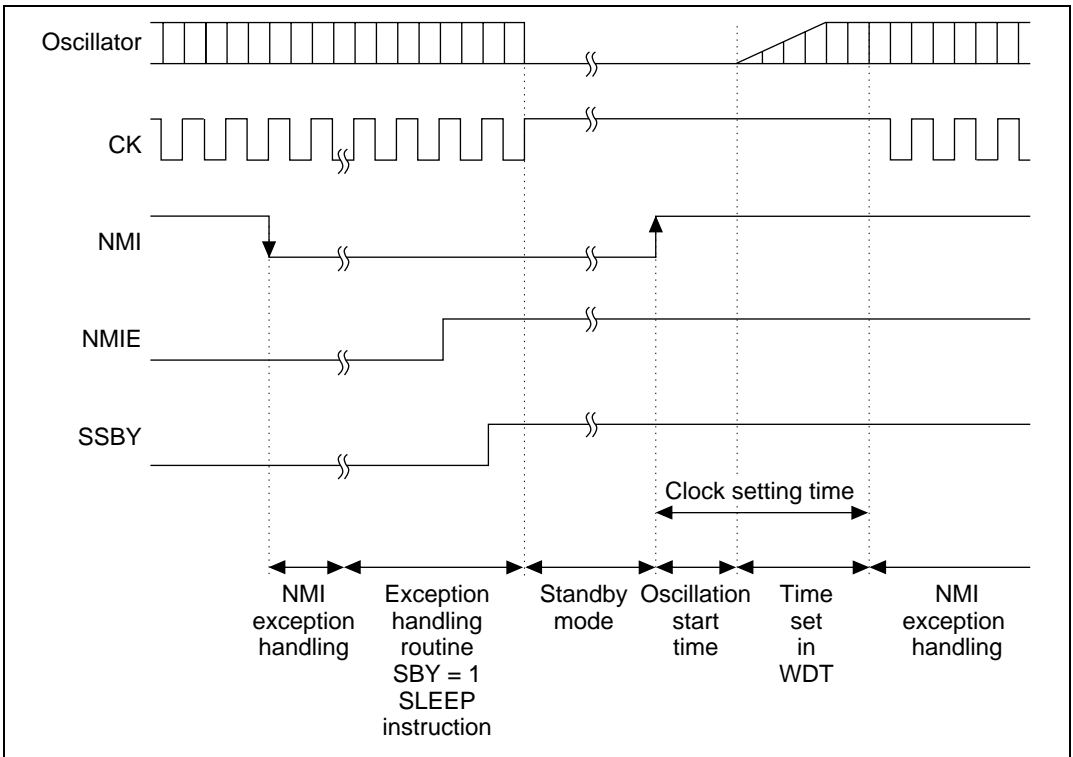 Oscillator
CK
NMI
NMIE
SSBY
Clock setting time
NMI
exception
handling
Exception
handling
routine
SBY = 1
SLEEP
instruction
Standby
mode
Oscillation
start
time
Time
set
in
WDT
NMI
exception
handling